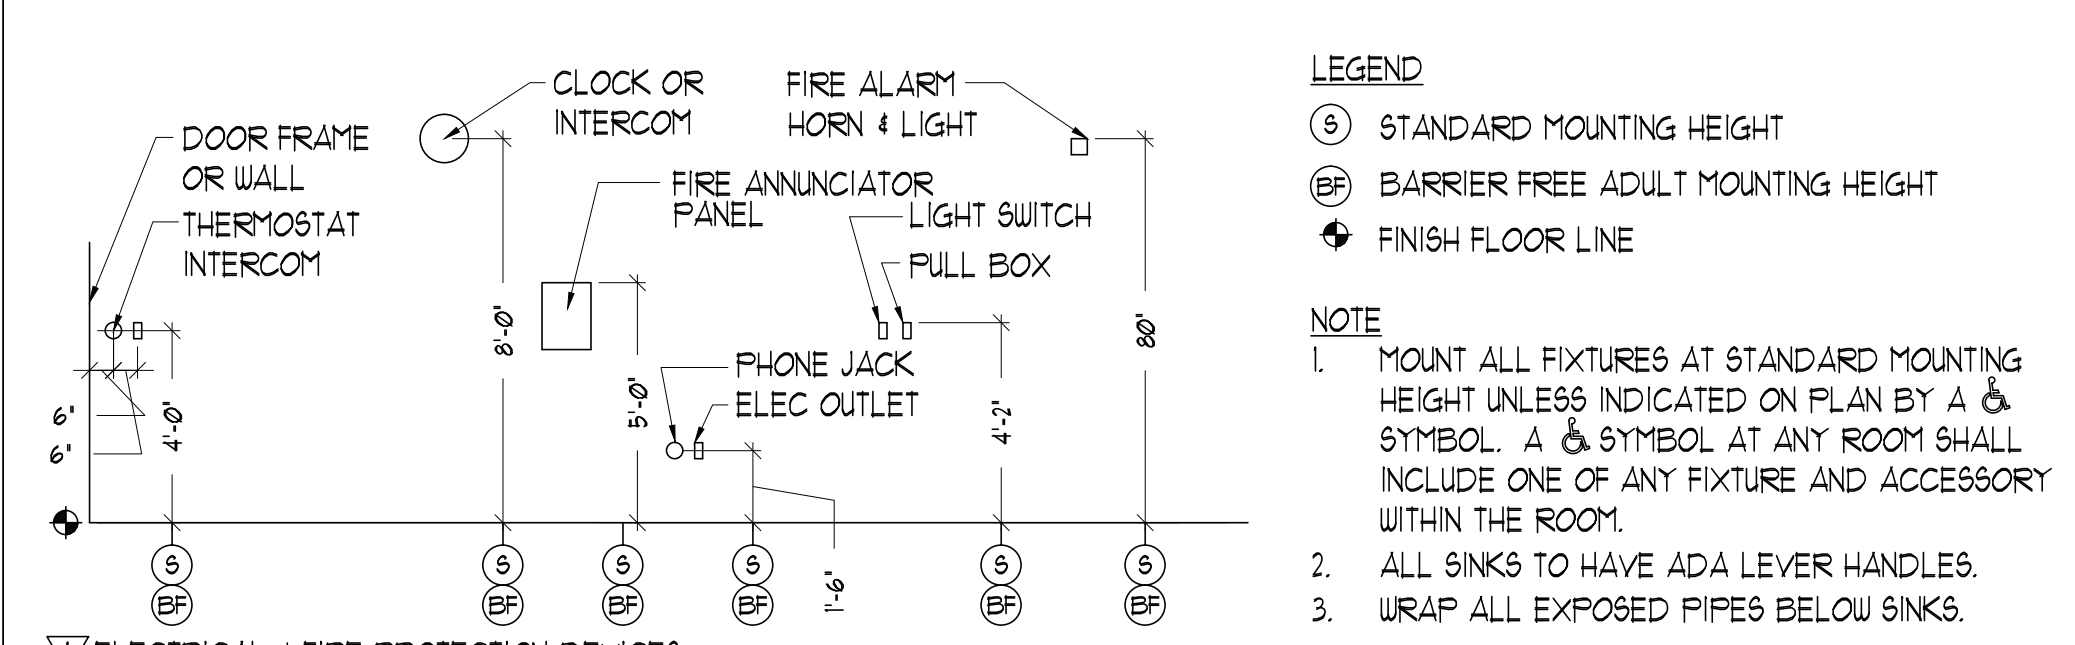 CLOCK OR
INTERCOM
FIRE ALARM
HORN & LIGHT
DOOR FRAME
OR WALL
THERMOSTAT
INTERCOM
FIRE ANNUNCIATOR
PANEL
LIGHT SWITCH
PULL BOX
PHONE JACK
ELEC OUTLET
6"
6"
4'-0"
8'-0"
5'-0"
1'-6"
4'-2"
80"
S
BF
S
BF
S
BF
S
BF
S
BF
S
BF
LEGEND
S STANDARD MOUNTING HEIGHT
BF BARRIER FREE ADULT MOUNTING HEIGHT
FINISH FLOOR LINE
NOTE
1. MOUNT ALL FIXTURES AT STANDARD MOUNTING
HEIGHT UNLESS INDICATED ON PLAN BY A ♿
SYMBOL. A ♿ SYMBOL AT ANY ROOM SHALL
INCLUDE ONE OF ANY FIXTURE AND ACCESSORY
WITHIN THE ROOM.
2. ALL SINKS TO HAVE ADA LEVER HANDLES.
3. WRAP ALL EXPOSED PIPES BELOW SINKS.